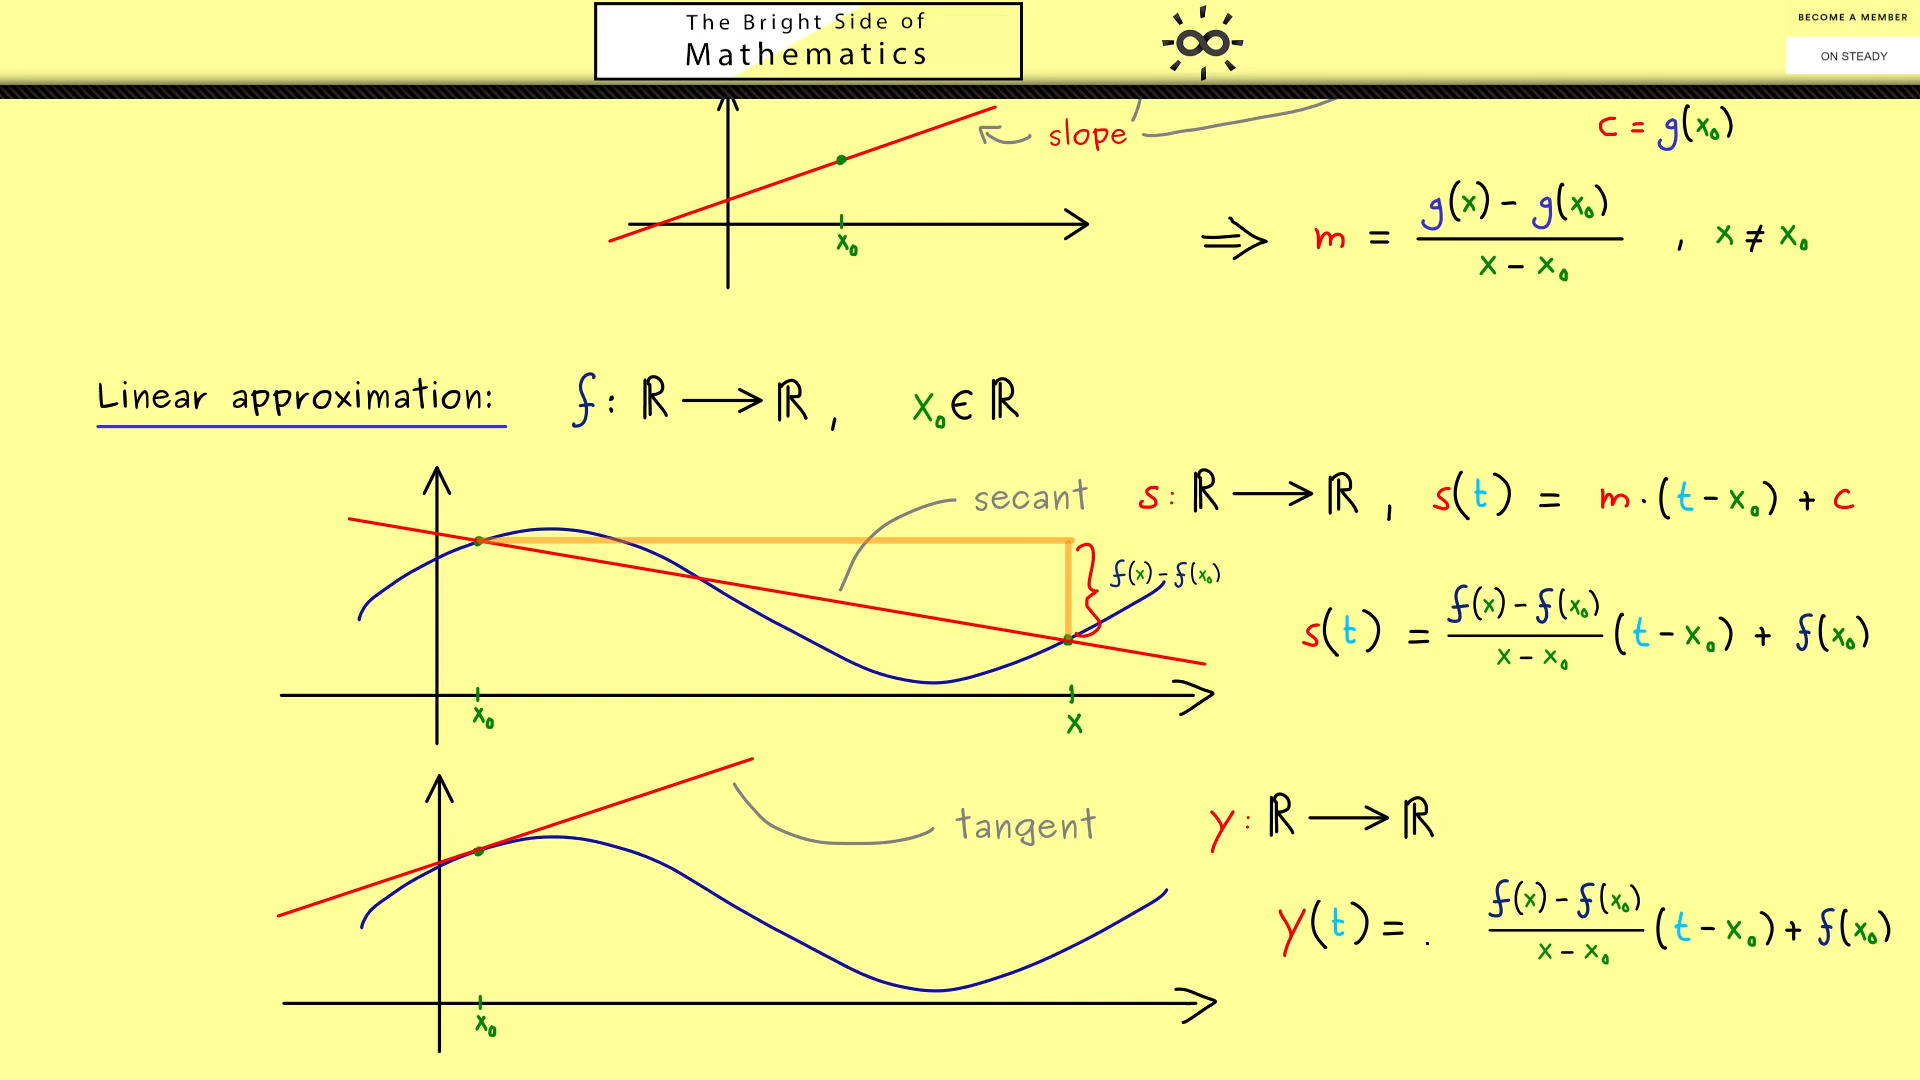 The Bright Side of
Mathematics
BECOME A MEMBER
ON STEADY
slope
c = g(x₀)
x₀
⇒ m = (g(x) - g(x₀)) / (x - x₀) , x ≠ x₀
Linear approximation: f: ℝ ⟶ ℝ , x₀ ∈ ℝ
secant
s: ℝ ⟶ ℝ , s(t) = m·(t - x₀) + c
f(x) - f(x₀)
s(t) = (f(x) - f(x₀)) / (x - x₀) (t - x₀) + f(x₀)
x₀
x
tangent
y: ℝ ⟶ ℝ
y(t) = . (f(x) - f(x₀)) / (x - x₀) (t - x₀) + f(x₀)
x₀